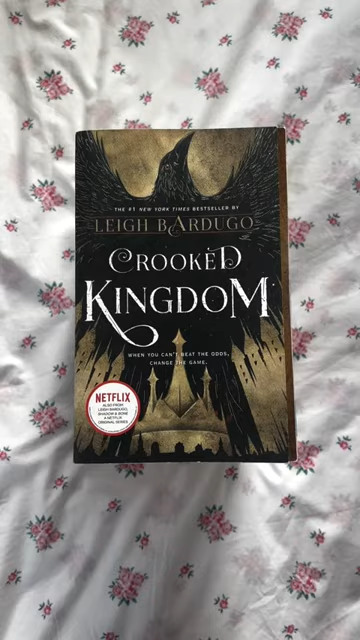 THE #1 NEW YORK TIMES BESTSELLER BY
LEIGH BARDUGO
CROOKED
KINGDOM
WHEN YOU CAN'T BEAT THE ODDS,
CHANGE THE GAME.
NETFLIX
ALSO FROM
LEIGH BARDUGO,
SHADOW & BONE
A NETFLIX
ORIGINAL SERIES